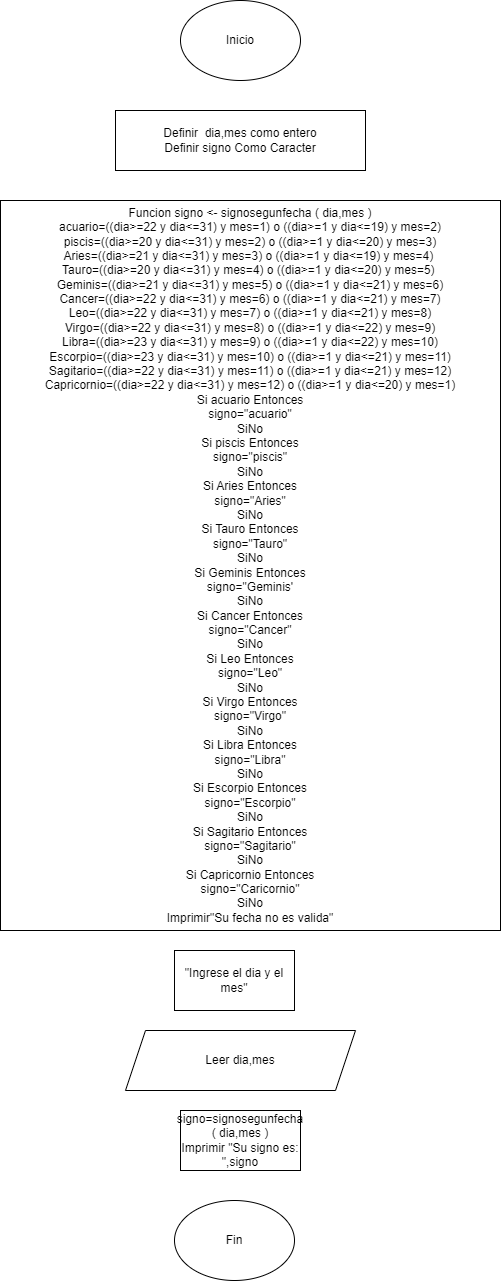 Inicio
Definir  dia,mes como entero
Definir signo Como Caracter
Funcion signo <- signosegunfecha ( dia,mes )
acuario=((dia>=22 y dia<=31) y mes=1) o ((dia>=1 y dia<=19) y mes=2)
piscis=((dia>=20 y dia<=31) y mes=2) o ((dia>=1 y dia<=20) y mes=3)
Aries=((dia>=21 y dia<=31) y mes=3) o ((dia>=1 y dia<=19) y mes=4)
Tauro=((dia>=20 y dia<=31) y mes=4) o ((dia>=1 y dia<=20) y mes=5)
Geminis=((dia>=21 y dia<=31) y mes=5) o ((dia>=1 y dia<=21) y mes=6)
Cancer=((dia>=22 y dia<=31) y mes=6) o ((dia>=1 y dia<=21) y mes=7)
Leo=((dia>=22 y dia<=31) y mes=7) o ((dia>=1 y dia<=21) y mes=8)
Virgo=((dia>=22 y dia<=31) y mes=8) o ((dia>=1 y dia<=22) y mes=9)
Libra=((dia>=23 y dia<=31) y mes=9) o ((dia>=1 y dia<=22) y mes=10)
Escorpio=((dia>=23 y dia<=31) y mes=10) o ((dia>=1 y dia<=21) y mes=11)
Sagitario=((dia>=22 y dia<=31) y mes=11) o ((dia>=1 y dia<=21) y mes=12)
Capricornio=((dia>=22 y dia<=31) y mes=12) o ((dia>=1 y dia<=20) y mes=1)
Si acuario Entonces
signo="acuario"
SiNo
Si piscis Entonces
signo="piscis"
SiNo
Si Aries Entonces
signo="Aries"
SiNo
Si Tauro Entonces
signo="Tauro"
SiNo
Si Geminis Entonces
signo="Geminis'
SiNo
Si Cancer Entonces
signo="Cancer"
SiNo
Si Leo Entonces
signo="Leo"
SiNo
Si Virgo Entonces
signo="Virgo"
SiNo
Si Libra Entonces
signo="Libra"
SiNo
Si Escorpio Entonces
signo="Escorpio"
SiNo
Si Sagitario Entonces
signo="Sagitario"
SiNo
Si Capricornio Entonces
signo="Caricornio"
SiNo
Imprimir"Su fecha no es valida"
"Ingrese el dia y el
mes"
Leer dia,mes
signo=signosegunfecha
( dia,mes )
Imprimir "Su signo es:
",signo
Fin